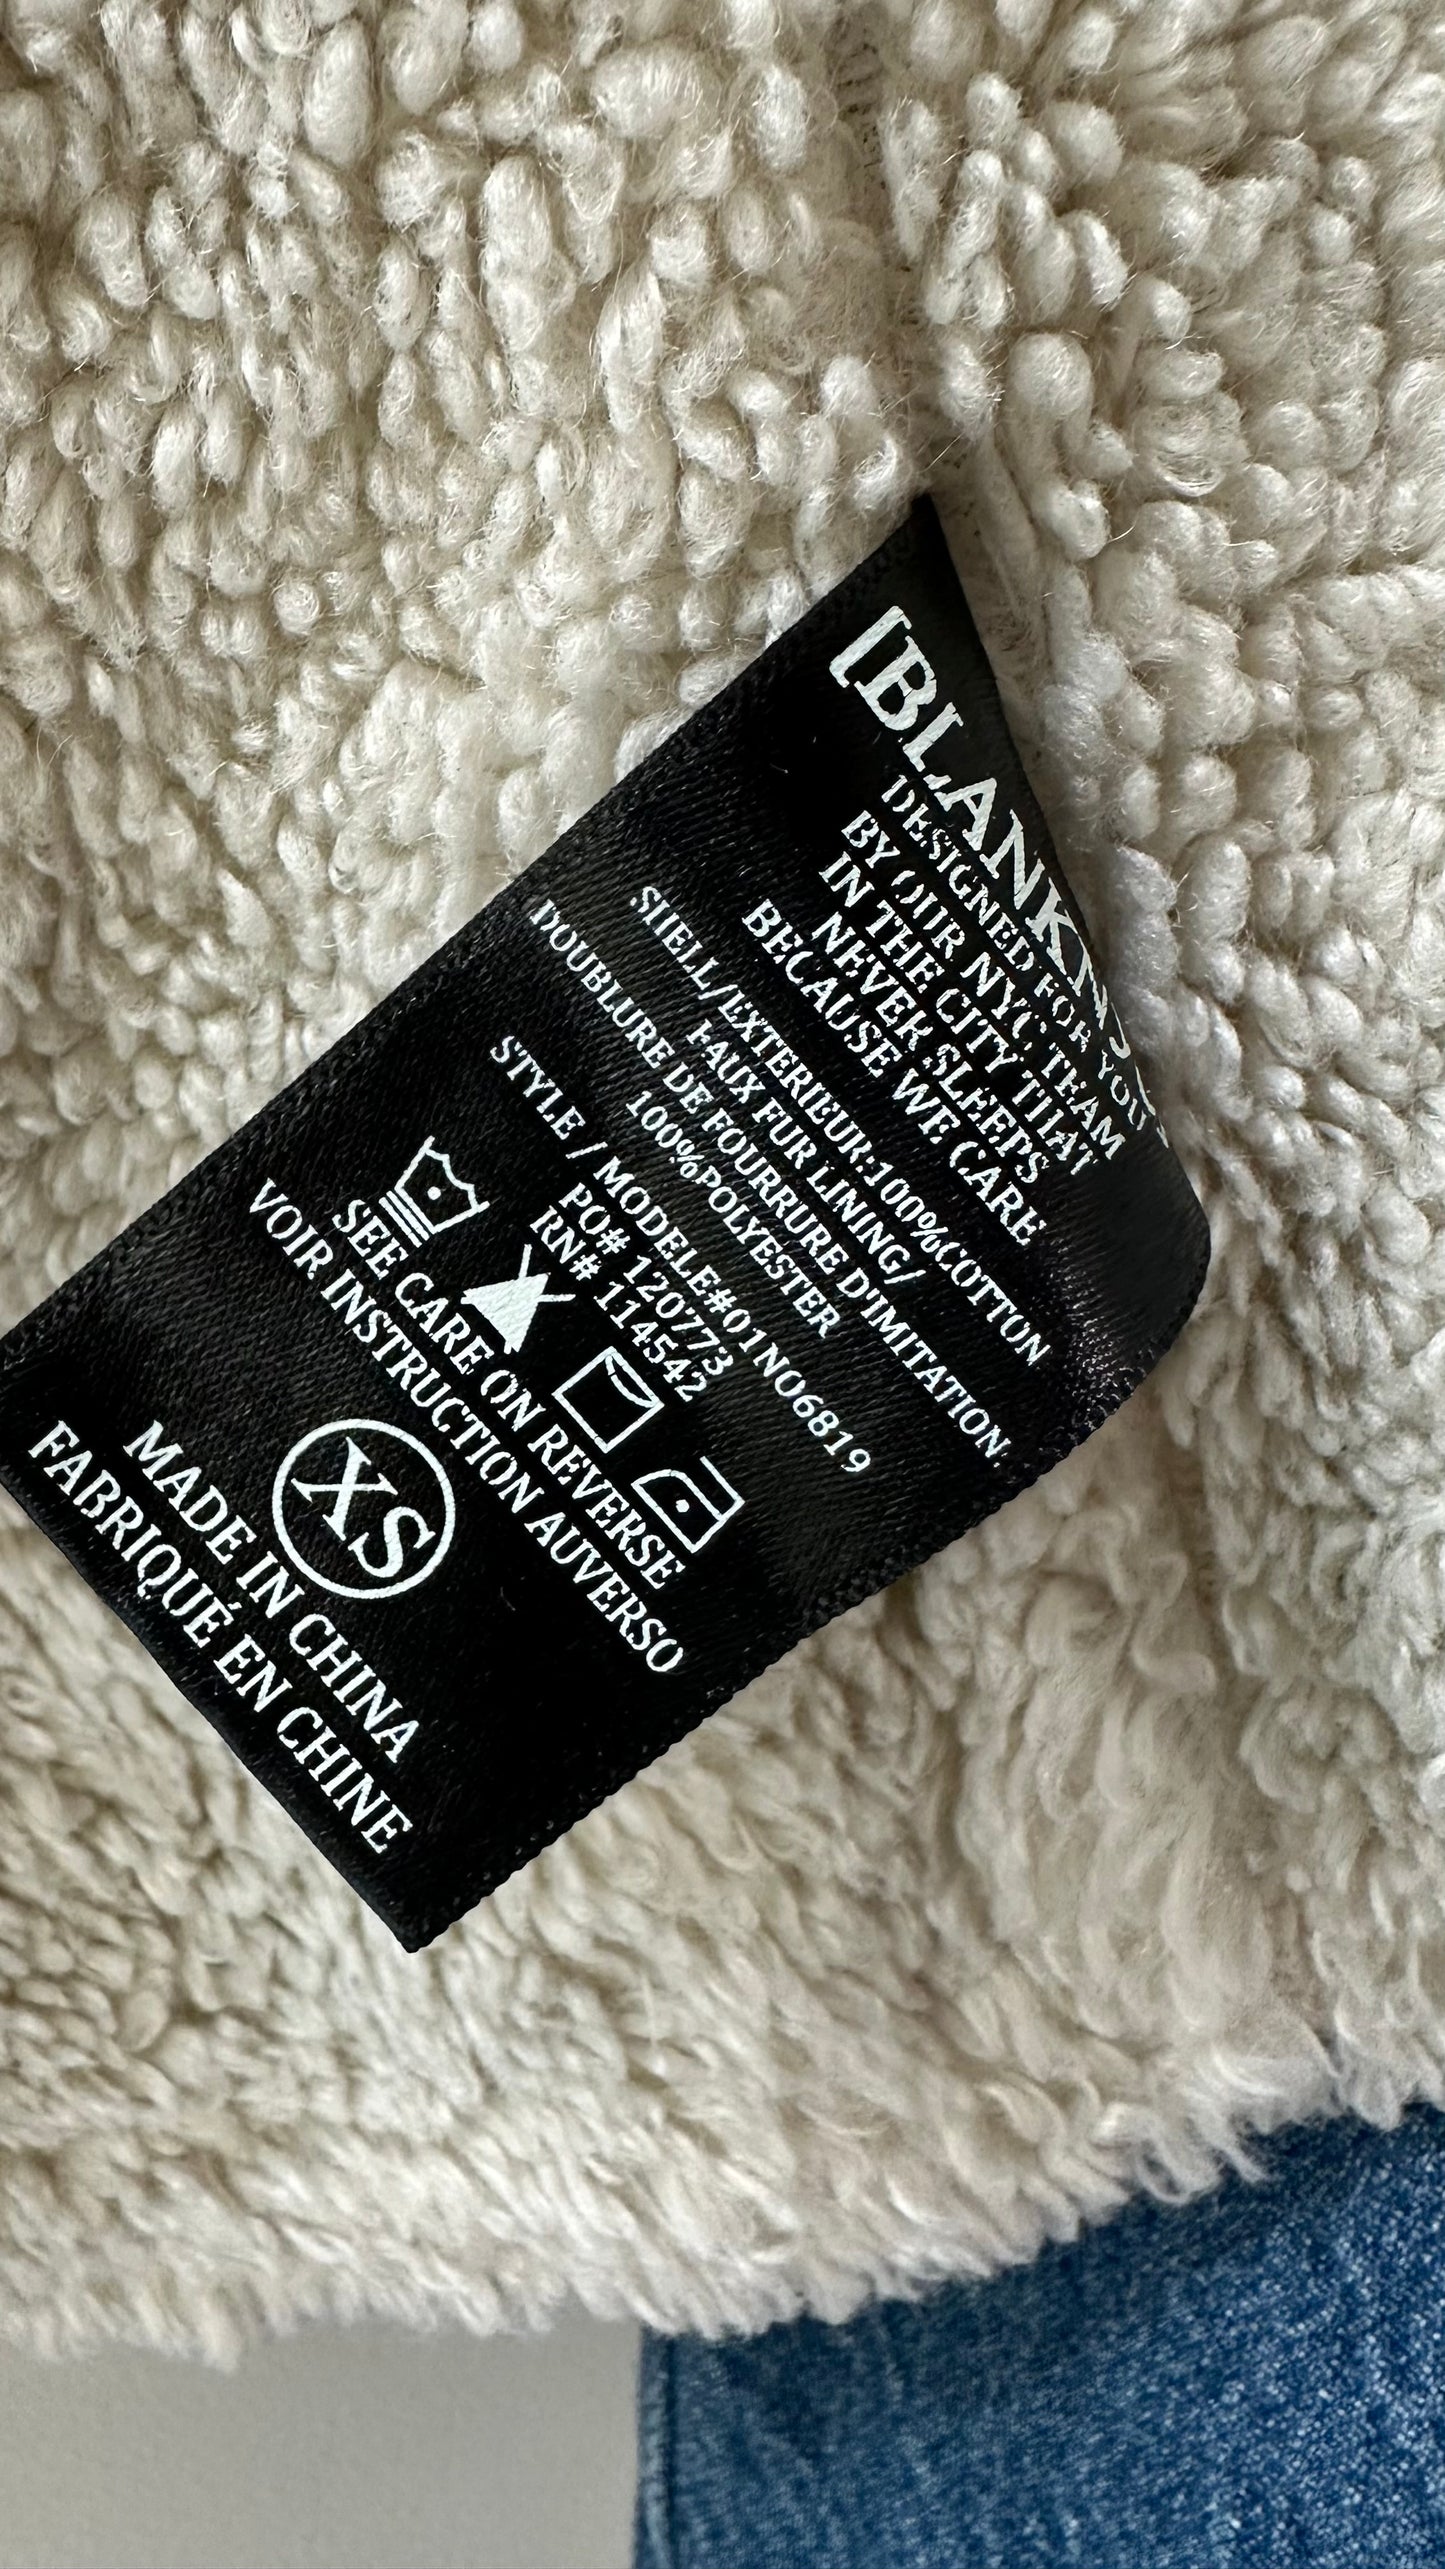 [BLANKN
DESIGNED FOR YOU
BY OUR NYC TEAM
IN THE CITY THAT
NEVER SLEEPS
BECAUSE WE CARE
SHELL/EXTERIEUR:100%COTTON
FAUX FUR LINING/
DOUBLURE DE FOURRURE D'IMITATION:
100%POLYESTER
STYLE / MODELE#01NO6819
PO# 120773
RN# 114542
SEE CARE ON REVERSE
VOIR INSTRUCTION AUVERSO
XS
MADE IN CHINA
FABRIQUÉ EN CHINE